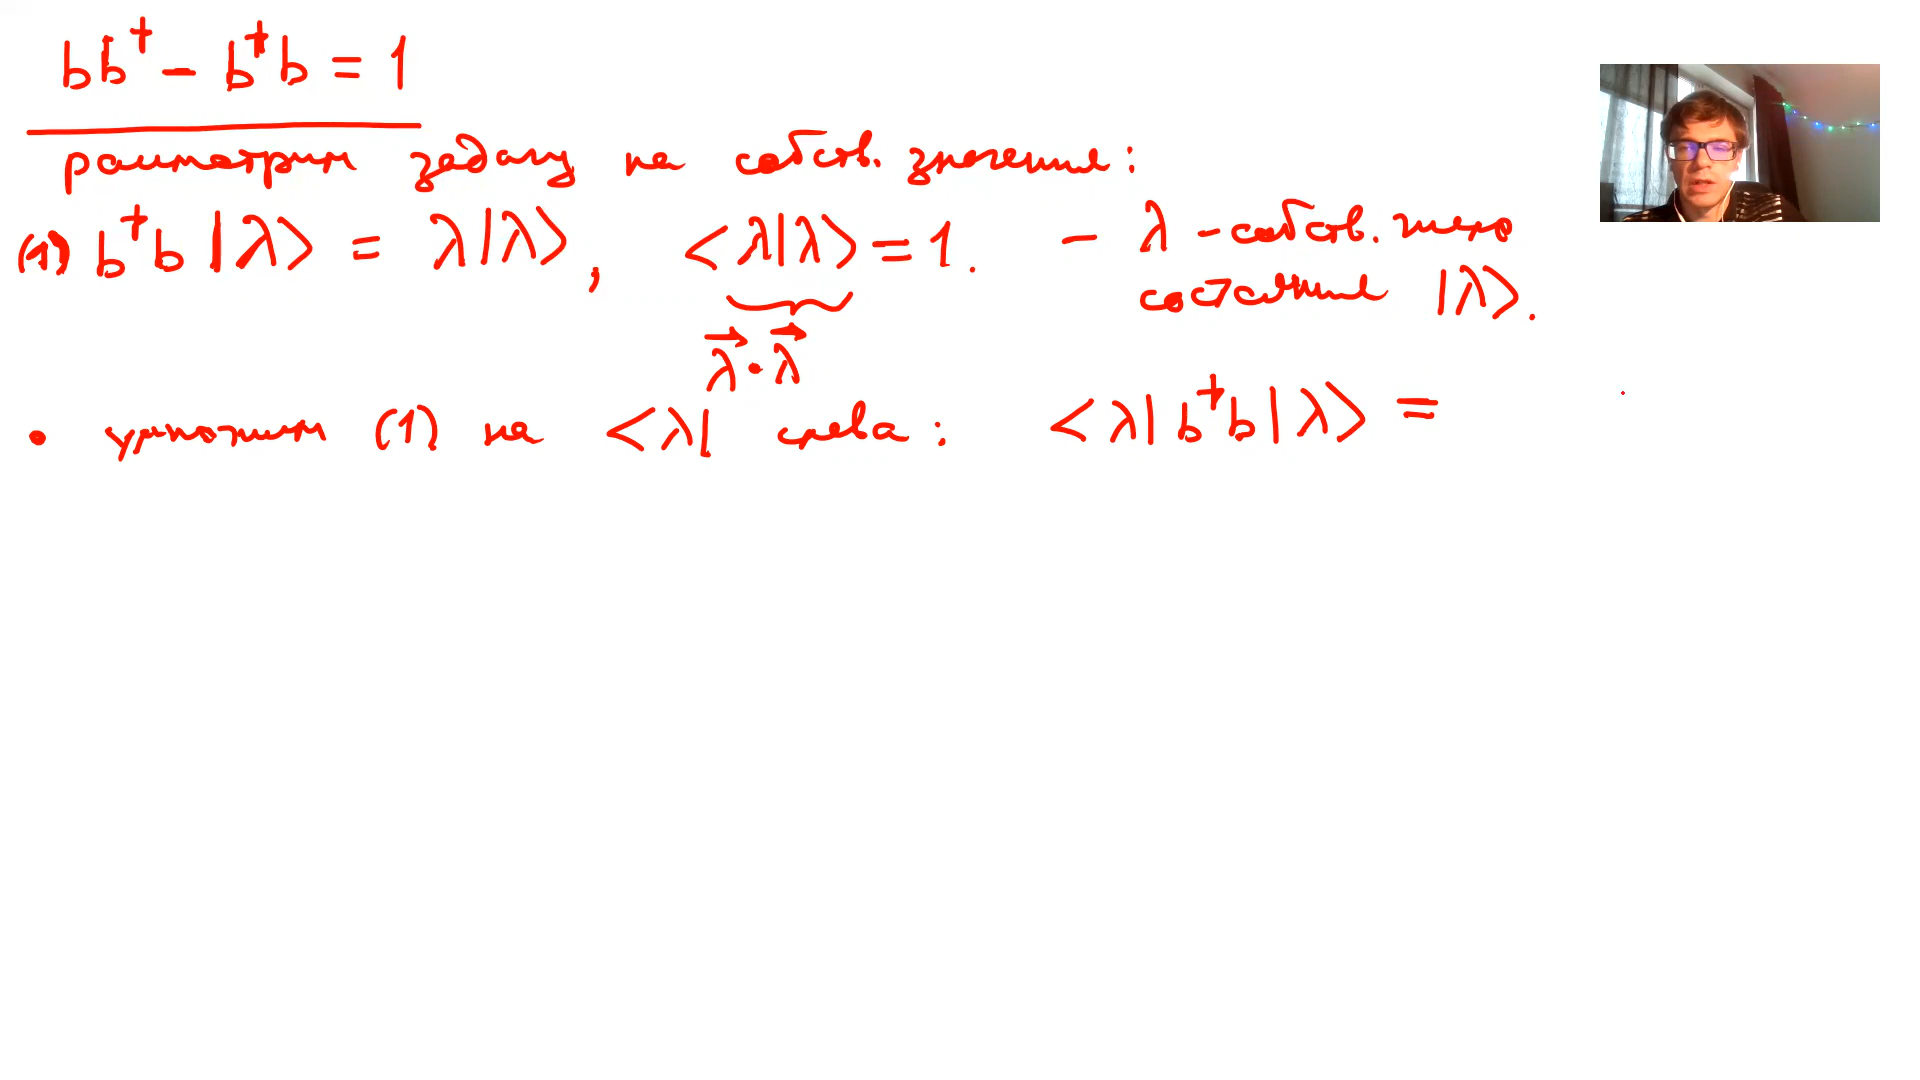 bb⁺ - b⁺b = 1
рассмотрим задачу на собств. значения:
(1) b⁺b |λ> = λ|λ>, <λ|λ> = 1. - λ - собств. число
состояния |λ>.
λ⃗ · λ⃗
• умножим (1) на <λ| слева: <λ| b⁺b |λ> =